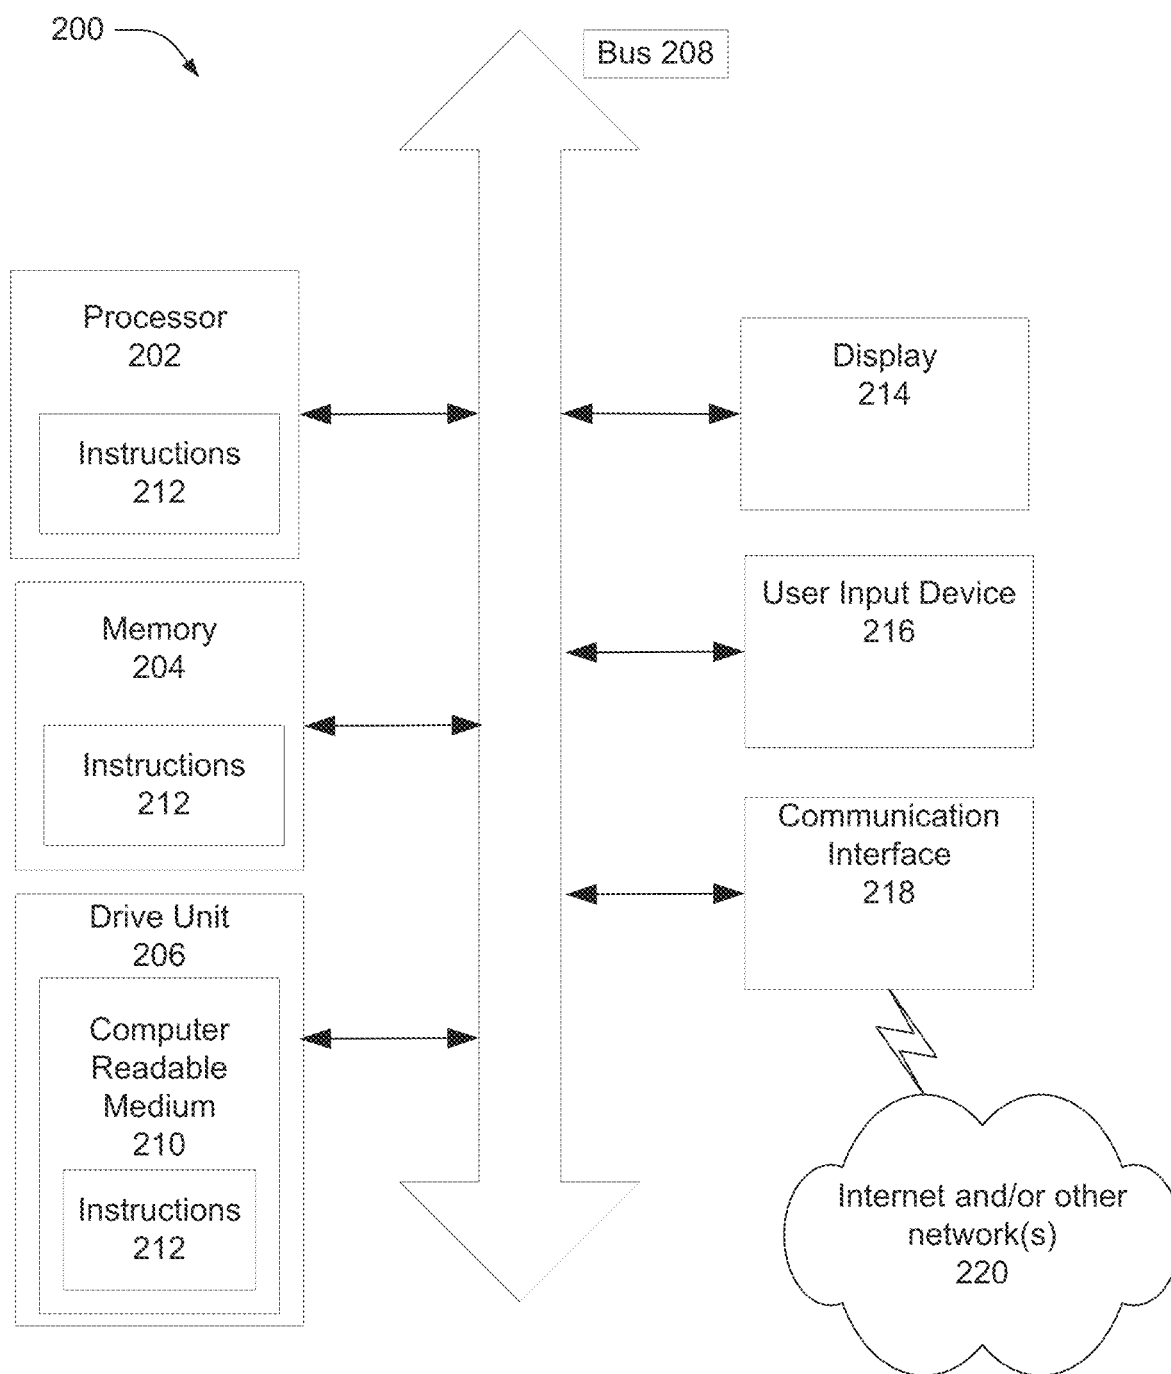 200
Bus 208
Processor
202
Instructions
212
Memory
204
Instructions
212
Drive Unit
206
Computer
Readable
Medium
210
Instructions
212
Display
214
User Input Device
216
Communication
Interface
218
Internet and/or other
network(s)
220